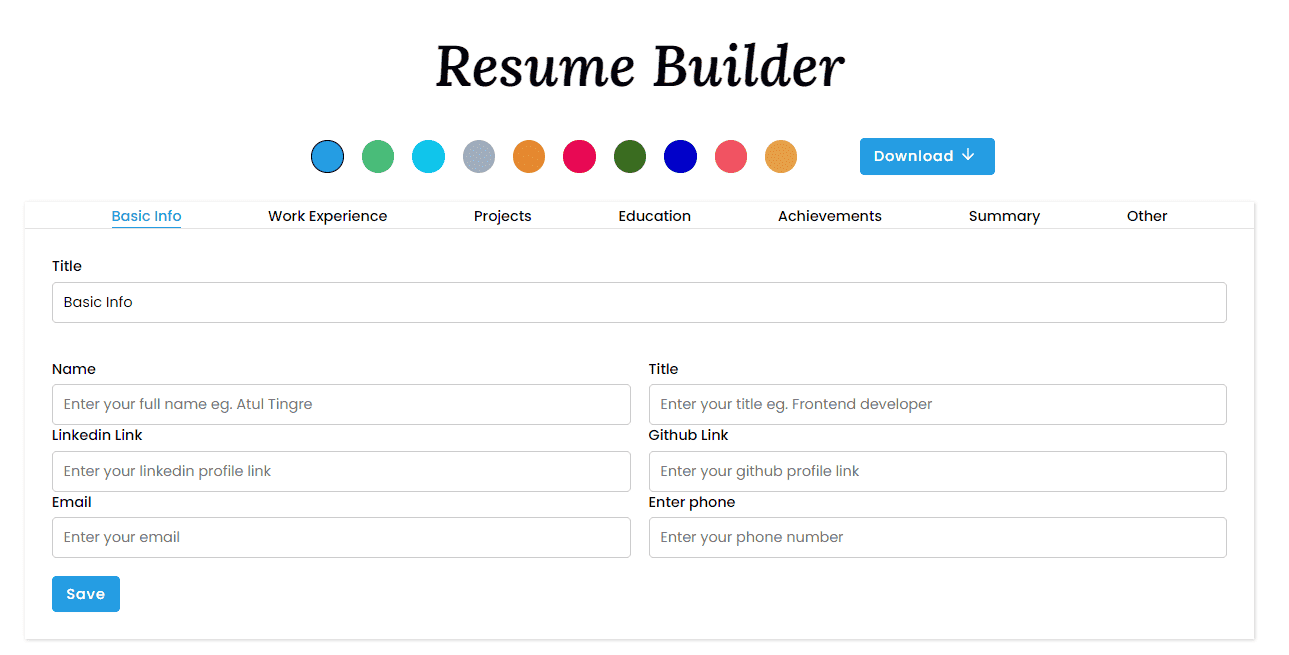 Resume Builder
Download ↓
Basic Info Work Experience Projects Education Achievements Summary Other
Title
Basic Info
Name Title
Enter your full name eg. Atul Tingre Enter your title eg. Frontend developer
Linkedin Link Github Link
Enter your linkedin profile link Enter your github profile link
Email Enter phone
Enter your email Enter your phone number
Save